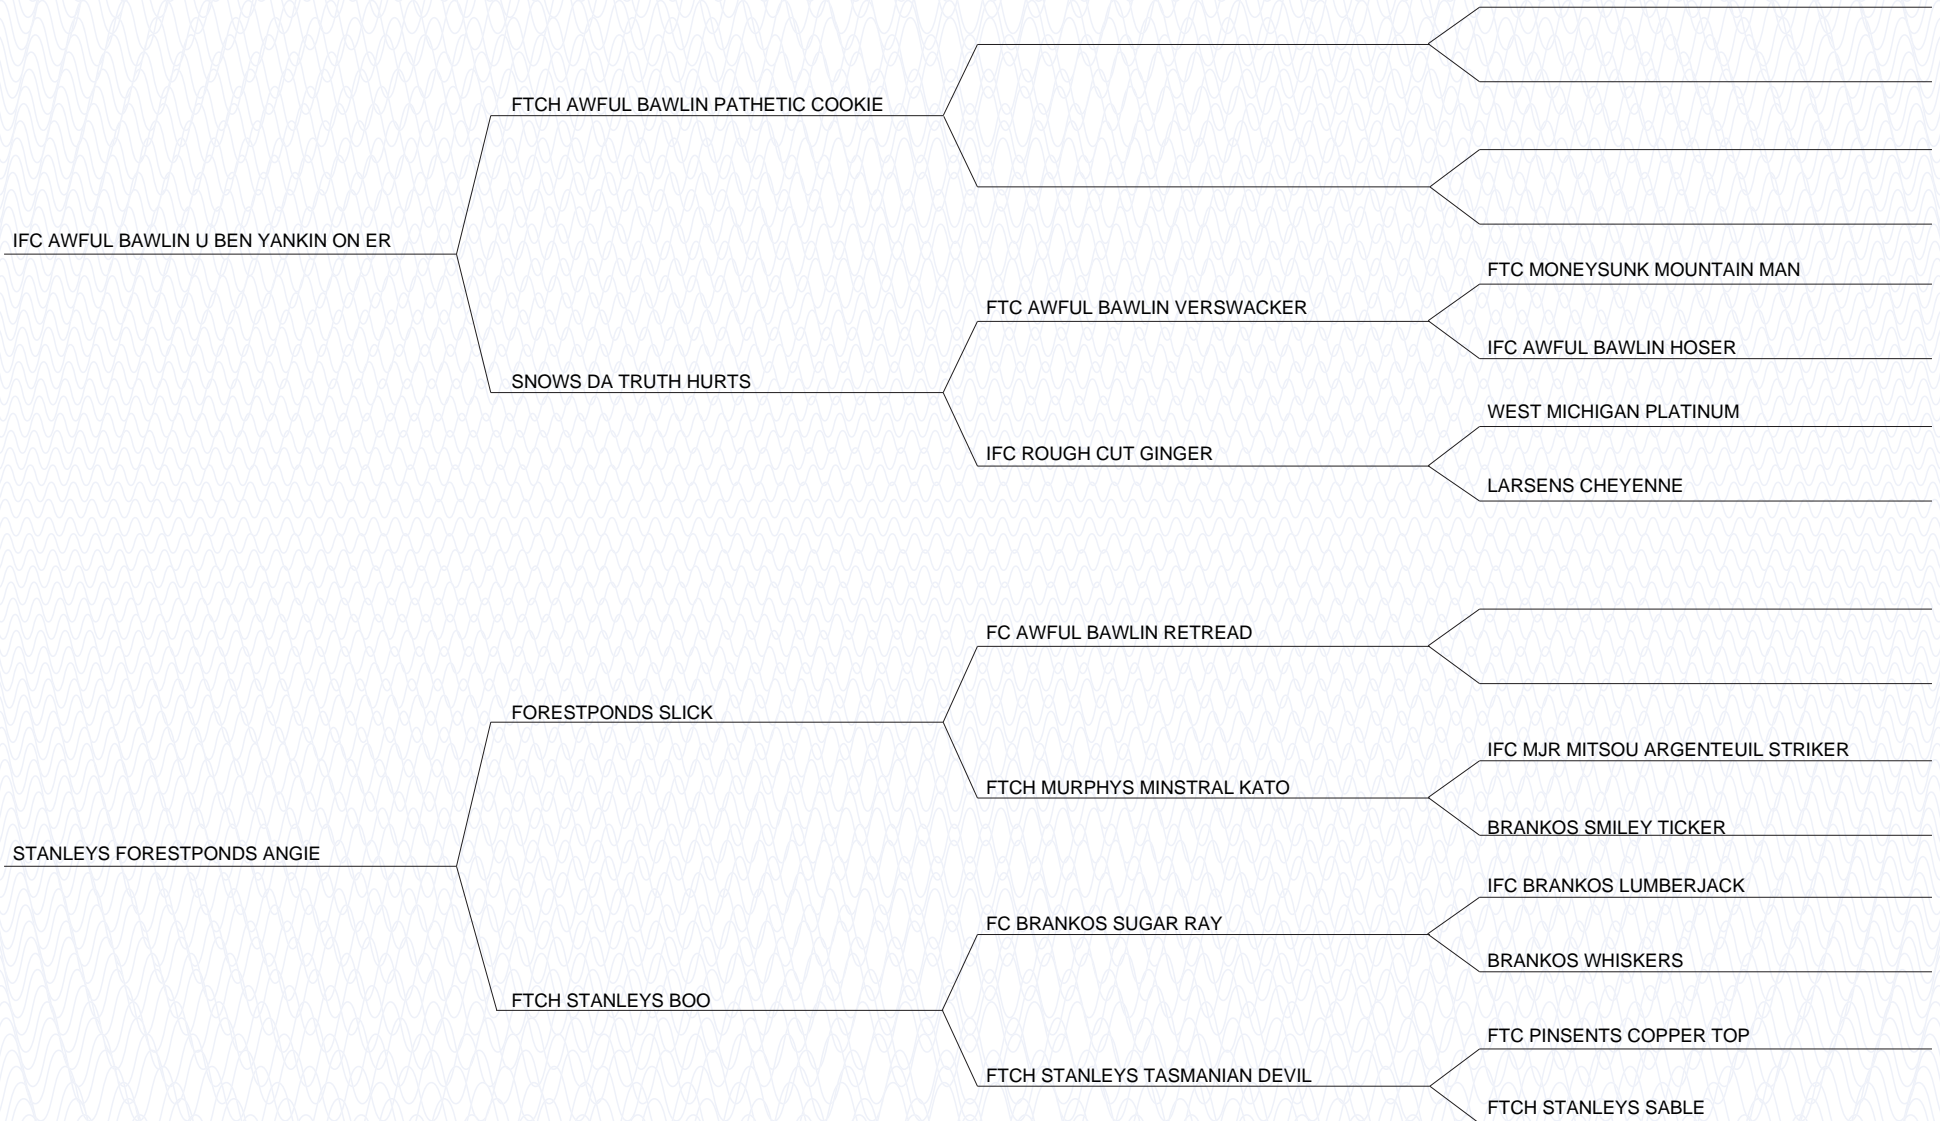 FTCH AWFUL BAWLIN PATHETIC COOKIE
IFC AWFUL BAWLIN U BEN YANKIN ON ER
FTC MONEYSUNK MOUNTAIN MAN
FTC AWFUL BAWLIN VERSWACKER
IFC AWFUL BAWLIN HOSER
SNOWS DA TRUTH HURTS
WEST MICHIGAN PLATINUM
IFC ROUGH CUT GINGER
LARSENS CHEYENNE
FC AWFUL BAWLIN RETREAD
FORESTPONDS SLICK
IFC MJR MITSOU ARGENTEUIL STRIKER
FTCH MURPHYS MINSTRAL KATO
BRANKOS SMILEY TICKER
STANLEYS FORESTPONDS ANGIE
IFC BRANKOS LUMBERJACK
FC BRANKOS SUGAR RAY
BRANKOS WHISKERS
FTCH STANLEYS BOO
FTC PINSENTS COPPER TOP
FTCH STANLEYS TASMANIAN DEVIL
FTCH STANLEYS SABLE